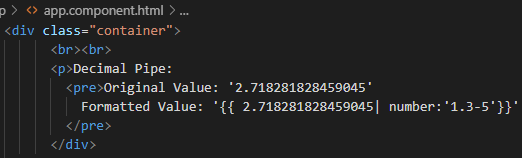 p > <> app.component.html > ...
<div class="container">
<br><br>
<p>Decimal Pipe:
<pre>Original Value: '2.718281828459045'
Formatted Value: '{{ 2.718281828459045| number:'1.3-5'}}'
</pre>
</div>